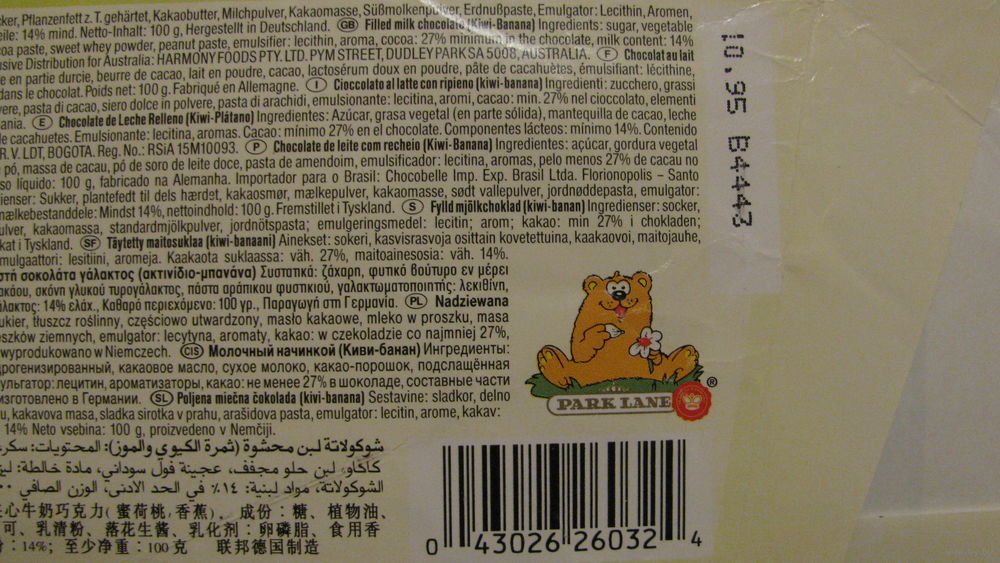 ker, Pflanzenfett z. T. gehärtet, Kakaobutter, Milchpulver, Kakaomasse, Süßmolkenpulver, Erdnußpaste, Emulgator: Lecithin, Aromen,
eile: 14% mind. Netto-Inhalt: 100 g, Hergestellt in Deutschland. GB Filled milk chocolate (Kiwi-Banana) Ingredients: sugar, vegetable
oa paste, sweet whey powder, peanut paste, emulsifier: lecithin, aroma, cocoa: 27% minimum in the chocolate, milk content: 14%
usive Distribution for Australia: HARMONY FOODS PTY. LTD. PYM STREET, DUDLEY PARK SA 5008, AUSTRALIA. F Chocolat au lait
e en partie durcie, beurre de cacao, lait en poudre, cacao, lactosérum doux en poudre, pâte de cacahuètes, émulsifiant: lécithine,
dans le chocolat. Poids net: 100 g. Fabriqué en Allemagne. I Cioccolato al latte con ripieno (kiwi-banana) Ingredienti: zucchero, grassi
vere, pasta di cacao, siero dolce in polvere, pasta di arachidi, emulsionante: lecitina, aromi, cacao: min. 27% nel cioccolato, elementi
ania. E Chocolate de Leche Relleno (Kiwi-Plátano) Ingredientes: Azúcar, grasa vegetal (en parte sólida), mantequilla de cacao, leche
de cacahuetes. Emulsionante: lecitina, aromas. Cacao: mínimo 27% en el chocolate. Componentes lácteos: mínimo 14%. Contenido
R.V. LDT, BOGOTA. Reg. No.: RSiA 15M10093. P Chocolate de leite com recheio (Kiwi-Banana) Ingredientes: açúcar, gordura vegetal
pó, massa de cacau, pó de soro de leite doce, pasta de amendoim, emulsificador: lecitina, aromas, pelo menos 27% de cacau no
so líquido: 100 g, fabricado na Alemanha. Importador para o Brasil: Chocobelle Imp. Exp. Brasil Ltda. Florionopolis – Santo
ienser: Sukker, plantefedt til dels hærdet, kakaosmør, mælkepulver, kakaomasse, sødt vallepulver, jordnøddepasta, emulgator:
mælkebestanddele: Mindst 14%, nettoindhold: 100 g. Fremstillet i Tyskland. S Fylld mjölkchoklad (kiwi-banan) Ingredienser: socker,
ulver, kakaomassa, standardmjölkpulver, jordnötspasta; emulgeringsmedel: lecitin; arom; kakao: min 27% i chokladen;
kat i Tyskland. SF Täytetty maitosuklaa (kiwi-banaani) Ainekset: sokeri, kasvisrasvoja osittain kovetettuina, kaakaovoi, maitojauhe,
mulgaattori: lesitiini, aromeja. Kaakaota suklaassa: väh. 27%, maitoainesosia: väh. 14%.
στή σοκολάτα γάλακτος (ακτινίδιο-μπανάνα) Συστατικά: ζάχαρη, φυτικό βούτυρο εν μέρει
ακάου, σκόνη γλυκού τυρογάλακτος, πάστα αράπικου φυστικιού, γαλακτωματοποιητής: λεκιθίνη,
άλακτος: 14% ελάχ., Καθαρό περιεχόμενο: 100 γρ., Παραγωγή στη Γερμανία. PL Nadziewana
ukier, tłuszcz roślinny, częściowo utwardzony, masło kakaowe, mleko w proszku, masa
eszków ziemnych, emulgator: lecytyna, aromaty, kakao: w czekoladzie co najmniej 27%,
wyprodukowano w Niemczech. CIS Молочный начинкой (Киви-банан) Ингредиенты:
дрогенизированный, какаовое масло, сухое молоко, какао-порошок, подслащённая
ульгатор: лецитин, ароматизаторы, какао: не менее 27% в шоколаде, составные части
изготовлено в Германии. SL Poljena miečna čokolada (kiwi-banana) Sestavine: sladkor, delno
u, kakavova masa, sladka sirotka v prahu, arašidova pasta, emulgator: lecitin, arome, kakav:
14% Neto vsebina: 100 g, proizvedeno v Nemčiji.
شوكولاتة لبن محشوة (ثمرة الكيوي والموز): المحتويات: سكر،
كاكاو، لبن حلو مجفف، عجينة فول سوداني، مادة خالطة:
الشوكولاتة، مواد لبنية: ١٤٪ في الحد الادنى، الوزن الصافي
夹心牛奶巧克力(蜜荷桃,香蕉)、成份:糖、植物油、
可、乳清粉、落花生酱、乳化剂:卵磷脂、食用香
:14%; 至少净重:100克 联邦德国制造
10.95 B4443
PARK LANE ®
0 43026 26032 4